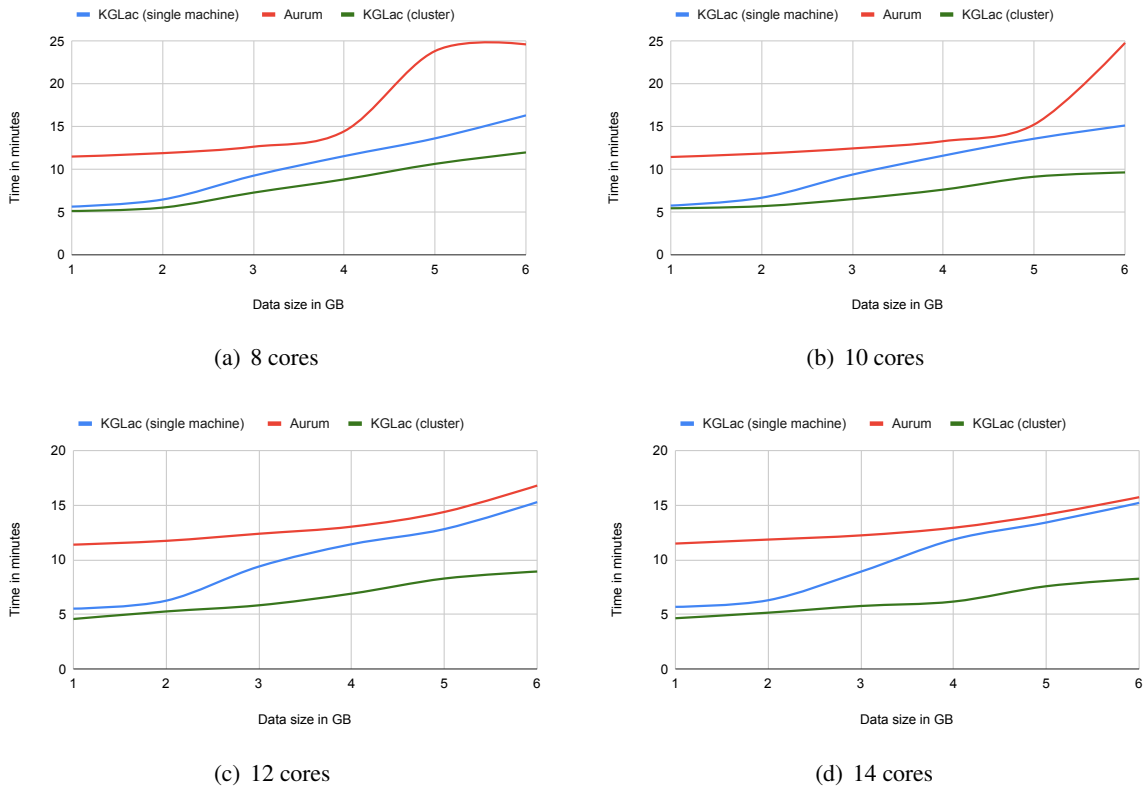 KGLac (single machine) Aurum KGLac (cluster)
25
20
15
10
5
0
Time in minutes
1 2 3 4 5 6
Data size in GB
(a) 8 cores
KGLac (single machine) Aurum KGLac (cluster)
25
20
15
10
5
0
Time in minutes
1 2 3 4 5 6
Data size in GB
(b) 10 cores
KGLac (single machine) Aurum KGLac (cluster)
20
15
10
5
0
Time in minutes
1 2 3 4 5 6
Data size in GB
(c) 12 cores
KGLac (single machine) Aurum KGLac (cluster)
20
15
10
5
0
Time in minutes
1 2 3 4 5 6
Data size in GB
(d) 14 cores